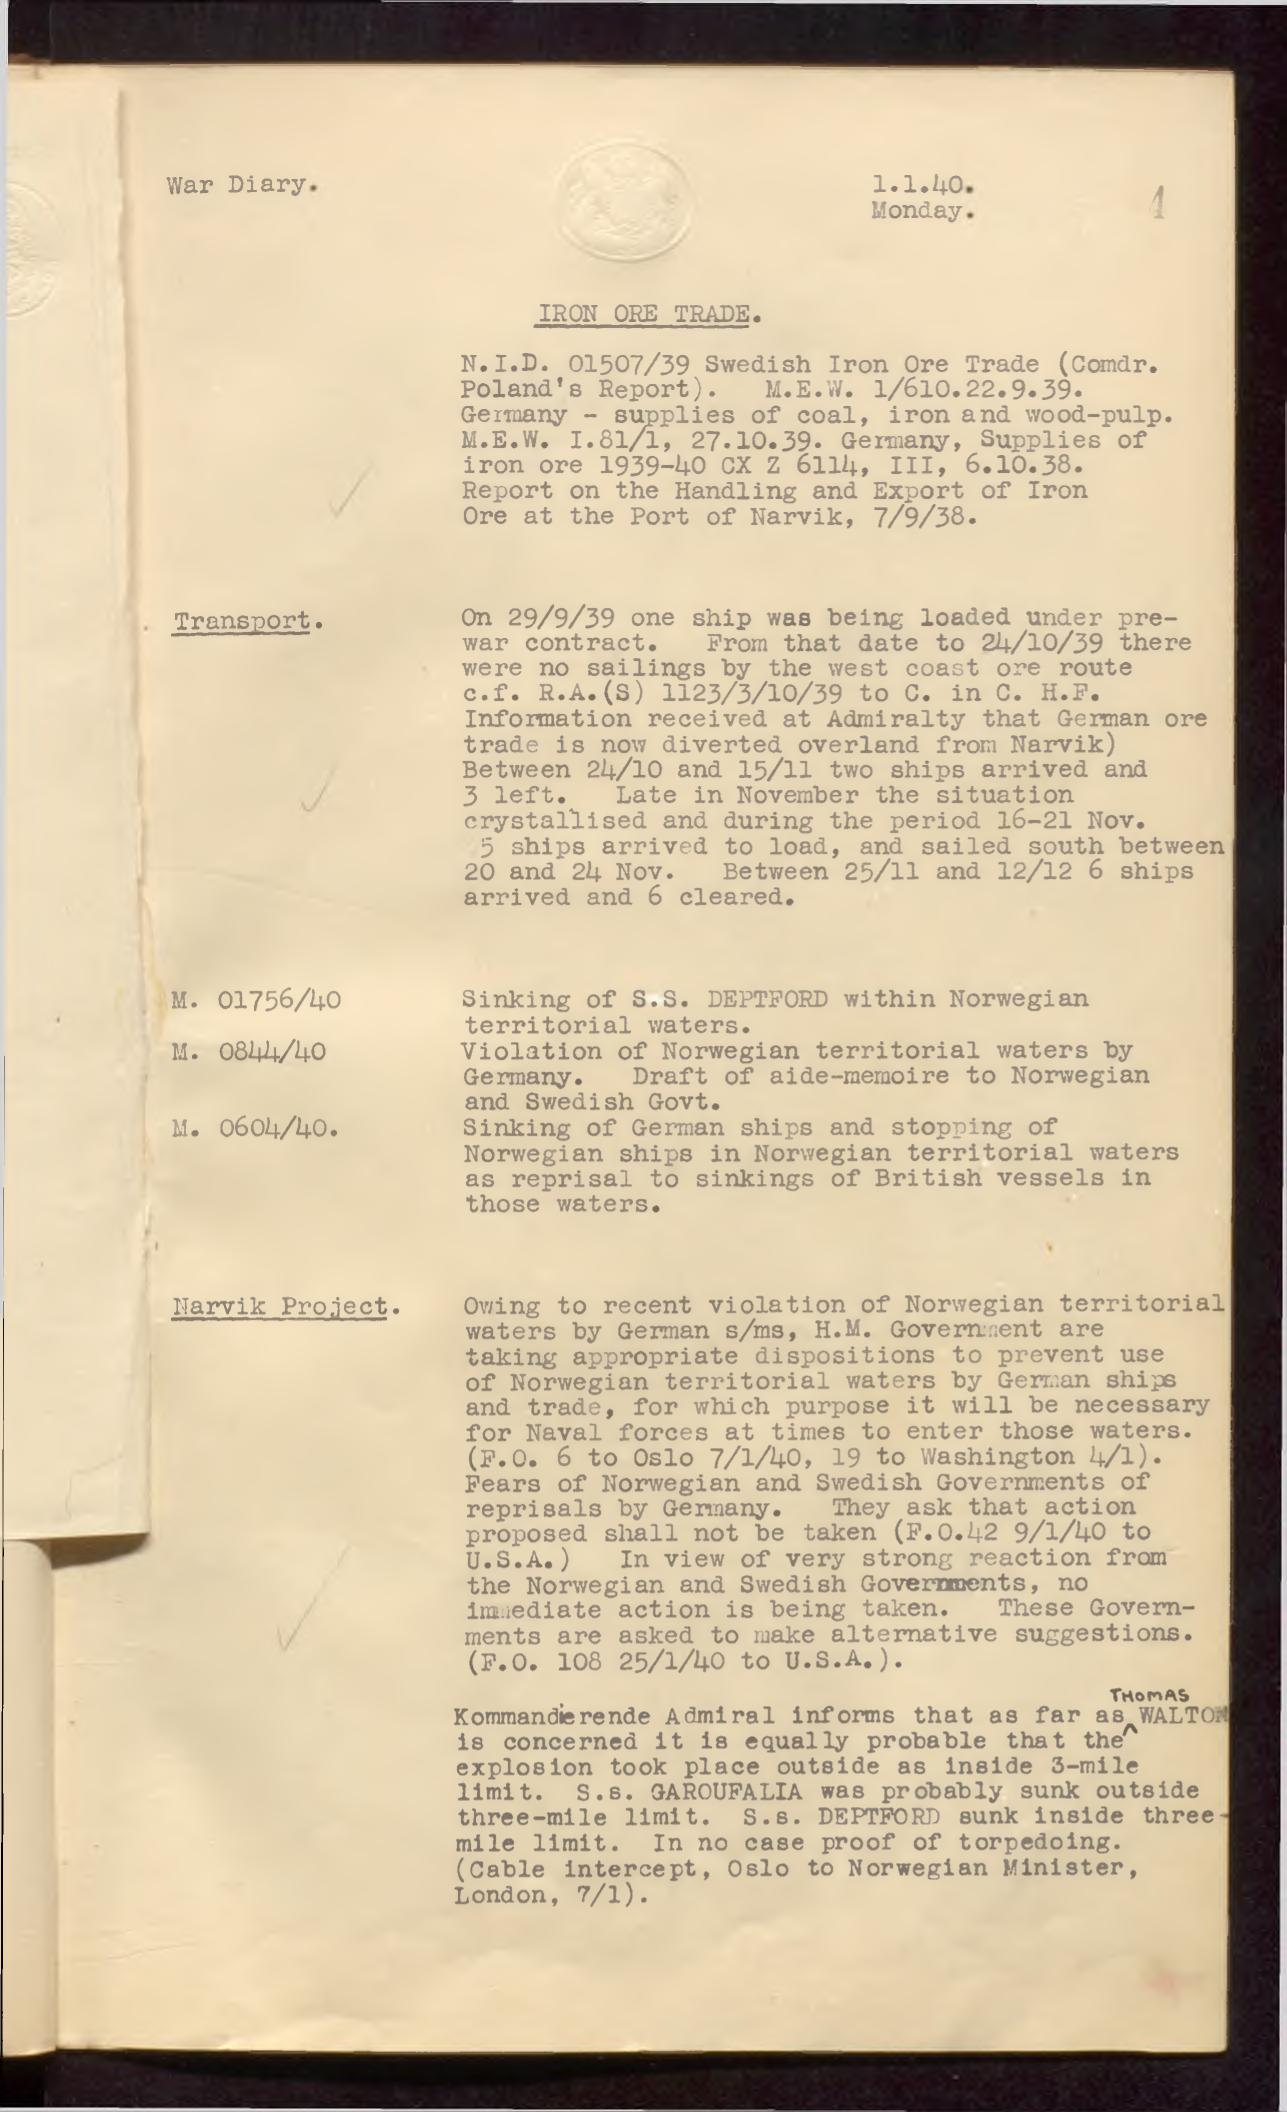 War Diary.
1.1.40.
Monday.
1
IRON ORE TRADE.
N.I.D. 01507/39 Swedish Iron Ore Trade (Comdr.
Poland's Report). M.E.W. 1/610.22.9.39.
Germany - supplies of coal, iron and wood-pulp.
M.E.W. I.81/1, 27.10.39. Germany, Supplies of
iron ore 1939-40 CX Z 6114, III, 6.10.38.
Report on the Handling and Export of Iron
Ore at the Port of Narvik, 7/9/38.
Transport.
On 29/9/39 one ship was being loaded under pre-
war contract. From that date to 24/10/39 there
were no sailings by the west coast ore route
c.f. R.A.(S) 1123/3/10/39 to C. in C. H.F.
Information received at Admiralty that German ore
trade is now diverted overland from Narvik)
Between 24/10 and 15/11 two ships arrived and
3 left. Late in November the situation
crystallised and during the period 16-21 Nov.
5 ships arrived to load, and sailed south between
20 and 24 Nov. Between 25/11 and 12/12 6 ships
arrived and 6 cleared.
M. 01756/40 Sinking of S.S. DEPTFORD within Norwegian
territorial waters.
M. 0844/40 Violation of Norwegian territorial waters by
Germany. Draft of aide-memoire to Norwegian
and Swedish Govt.
M. 0604/40. Sinking of German ships and stopping of
Norwegian ships in Norwegian territorial waters
as reprisal to sinkings of British vessels in
those waters.
Narvik Project.
Owing to recent violation of Norwegian territorial
waters by German s/ms, H.M. Government are
taking appropriate dispositions to prevent use
of Norwegian territorial waters by German ships
and trade, for which purpose it will be necessary
for Naval forces at times to enter those waters.
(F.O. 6 to Oslo 7/1/40, 19 to Washington 4/1).
Fears of Norwegian and Swedish Governments of
reprisals by Germany. They ask that action
proposed shall not be taken (F.O.42 9/1/40 to
U.S.A.) In view of very strong reaction from
the Norwegian and Swedish Governments, no
immediate action is being taken. These Govern-
ments are asked to make alternative suggestions.
(F.O. 108 25/1/40 to U.S.A.).
THOMAS
Kommandierende Admiral informs that as far as WALTON
is concerned it is equally probable that the
explosion took place outside as inside 3-mile
limit. S.s. GAROUFALIA was probably sunk outside
three-mile limit. S.s. DEPTFORD sunk inside three-
mile limit. In no case proof of torpedoing.
(Cable intercept, Oslo to Norwegian Minister,
London, 7/1).